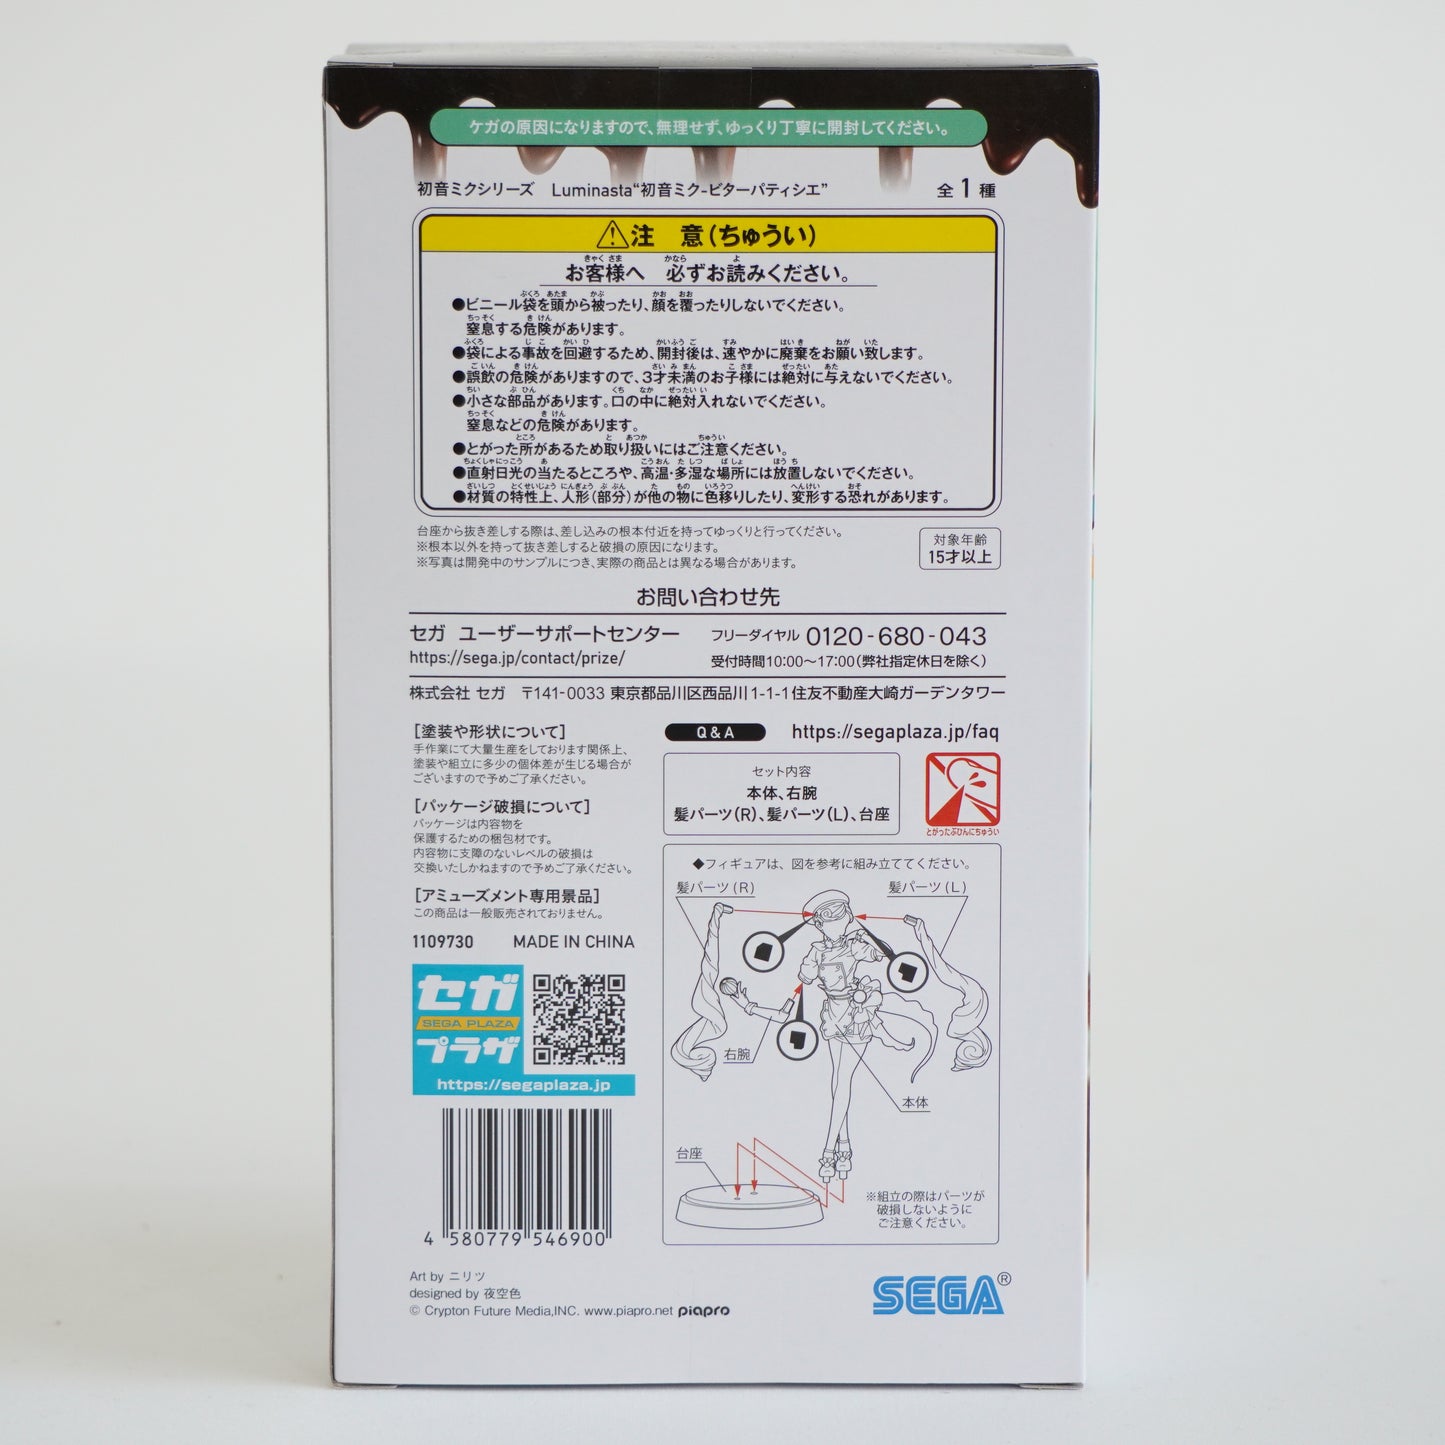 ケガの原因になりますので、無理せず、ゆっくり丁寧に開封してください。
初音ミクシリーズ Luminasta“初音ミク-ビターパティシエ” 全1種
注 意(ちゅうい)
お客様へ 必ずお読みください。
●ビニール袋を頭から被ったり、顔を覆ったりしないでください。
窒息する危険があります。
●袋による事故を回避するため、開封後は、速やかに廃棄をお願い致します。
●誤飲の危険がありますので、3才未満のお子様には絶対に与えないでください。
●小さな部品があります。口の中に絶対入れないでください。
窒息などの危険があります。
●とがった所があるため取り扱いにはご注意ください。
●直射日光の当たるところや、高温・多湿な場所には放置しないでください。
●材質の特性上、人形(部分)が他の物に色移りしたり、変形する恐れがあります。
台座から抜き差しする際は、差し込みの根本付近を持ってゆっくりと行ってください。
※根本以外を持って抜き差しすると破損の原因になります。
※写真は開発中のサンプルにつき、実際の商品とは異なる場合があります。
対象年齢
15才以上
お問い合わせ先
セガ ユーザーサポートセンター フリーダイヤル 0120-680-043
https://sega.jp/contact/prize/ 受付時間10:00～17:00(弊社指定休日を除く)
株式会社 セガ 〒141-0033 東京都品川区西品川1-1-1住友不動産大崎ガーデンタワー
[塗装や形状について]
手作業にて大量生産をしております関係上、
塗装や組立に多少の個体差が生じる場合が
ございますので予めご了承ください。
[パッケージ破損について]
パッケージは内容物を
保護するための梱包材です。
内容物に支障のないレベルの破損は
交換いたしかねますので予めご了承ください。
[アミューズメント専用景品]
この商品は一般販売されておりません。
1109730 MADE IN CHINA
セガ
SEGA PLAZA
プラザ
https://segaplaza.jp
4 580779 546900
Art by ニリツ
designed by 夜空色
© Crypton Future Media,INC. www.piapro.net piapro
Q&A https://segaplaza.jp/faq
セット内容
本体、右腕
髪パーツ(R)、髪パーツ(L)、台座
とがったぶひんにちゅうい
◆フィギュアは、図を参考に組み立ててください。
髪パーツ(R)
髪パーツ(L)
右腕
本体
台座
※組立の際はパーツが
破損しないように
ご注意ください。
SEGA®